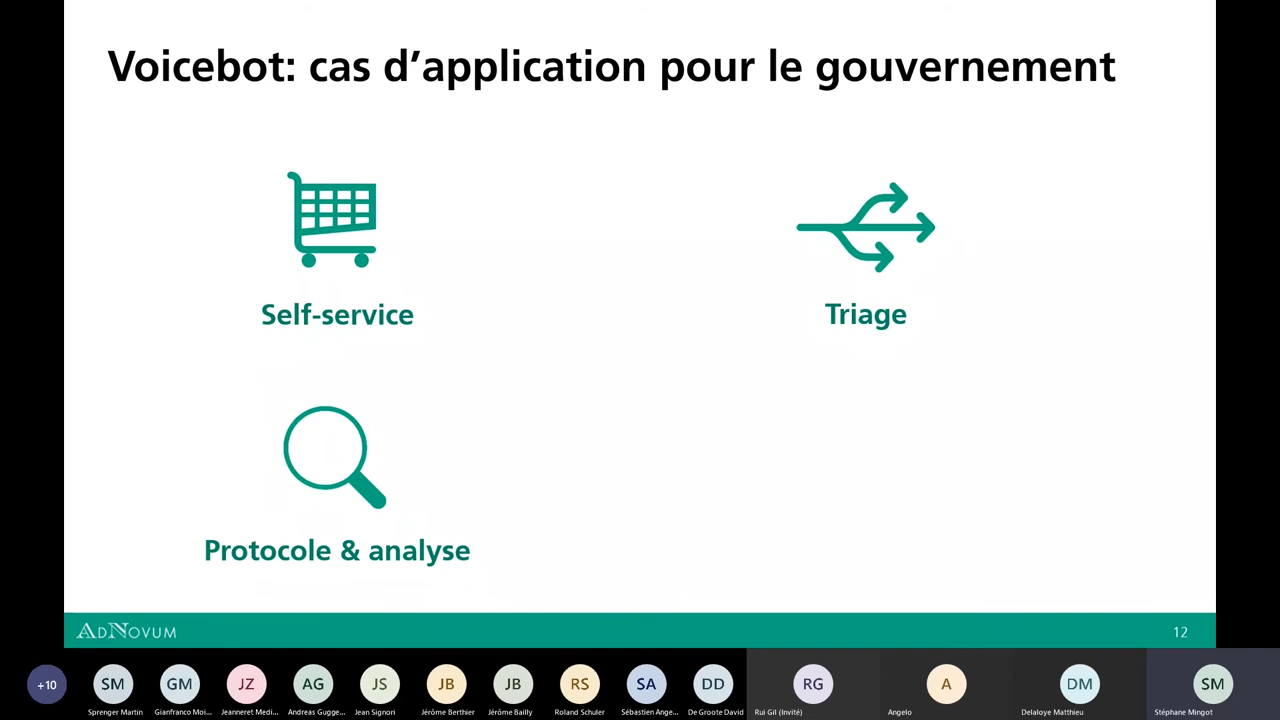 Voicebot: cas d’application pour le gouvernement
Self-service
Triage
Protocole & analyse
ADNOVUM
12
+10
SM
GM
JZ
AG
JS
JB
JB
RS
SA
DD
RG
A
DM
SM
Sprenger Martin
Gianfranco Moi...
Jeanneret Medi...
Andreas Gugge...
Jean Signori
Jérôme Berthier
Jérôme Bailly
Roland Schuler
Sébastien Ange...
De Groote David
Rui Gil (Invité)
Angelo
Delaloye Matthieu
Stéphane Mingot